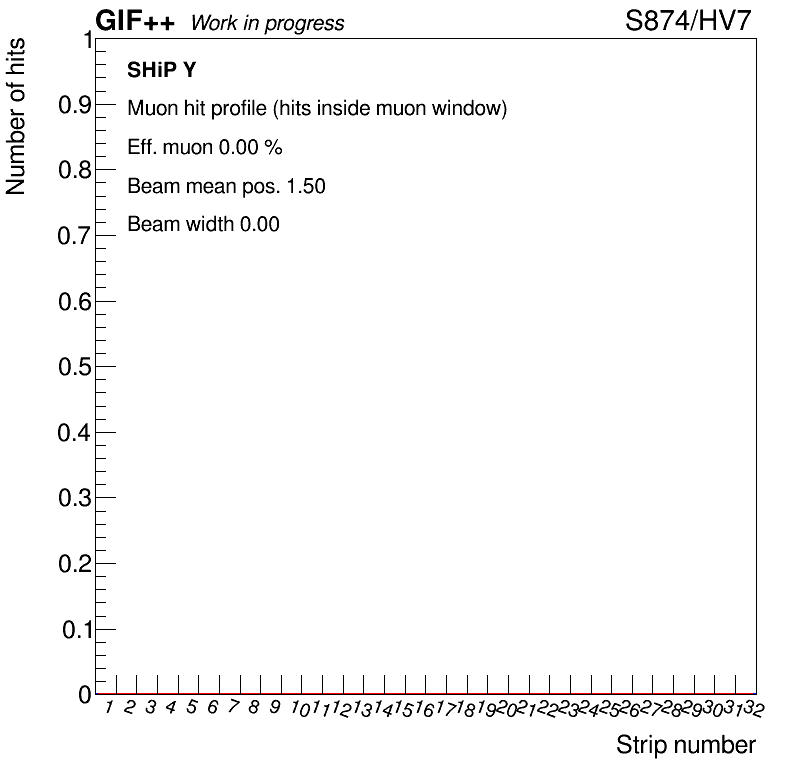 GIF++ Work in progress S874/HV7
Number of hits
1
SHiP Y
0.9
Muon hit profile (hits inside muon window)
Eff. muon 0.00 %
0.8
Beam mean pos. 1.50
Beam width 0.00
0.7
0.6
0.5
0.4
0.3
0.2
0.1
0
1 2 3 4 5 6 7 8 9 10 11 12 13 14 15 16 17 18 19 20 21 22 23 24 25 26 27 28 29 30 31 32
Strip number